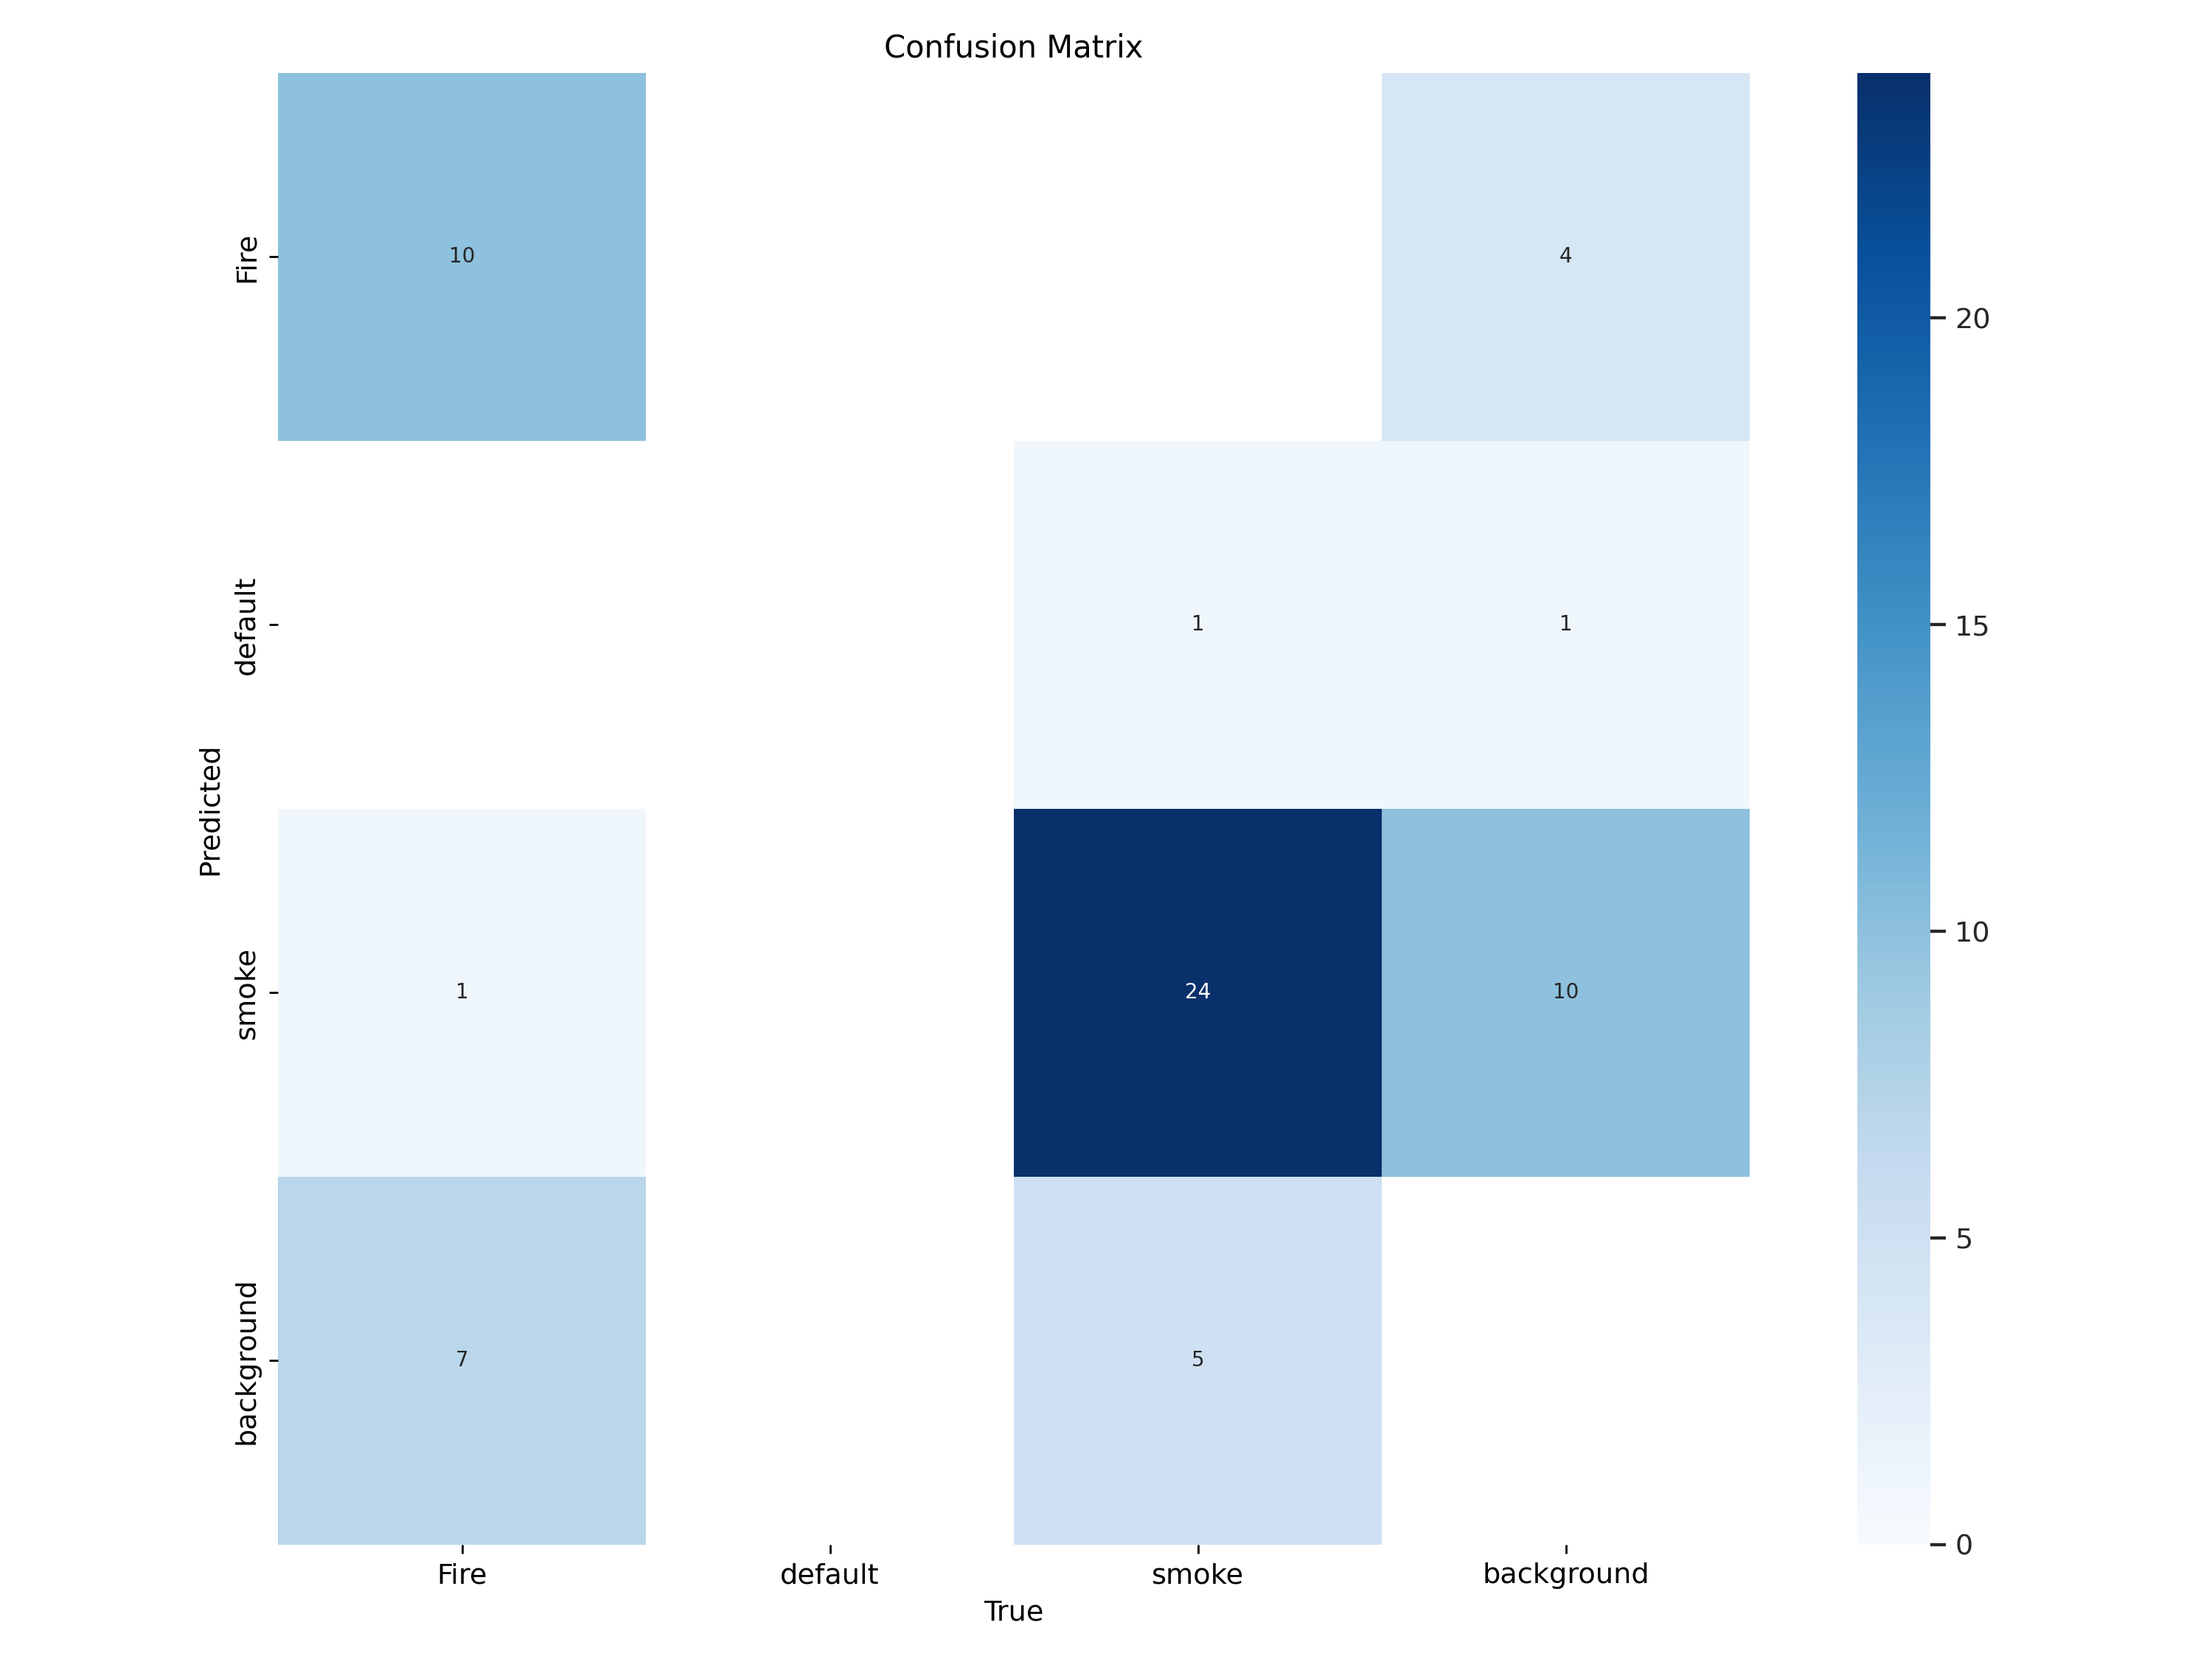 Confusion Matrix
Fire
10
4
20
default
1
1
15
Predicted
smoke
1
24
10
10
background
7
5
5
0
Fire
default
smoke
background
True